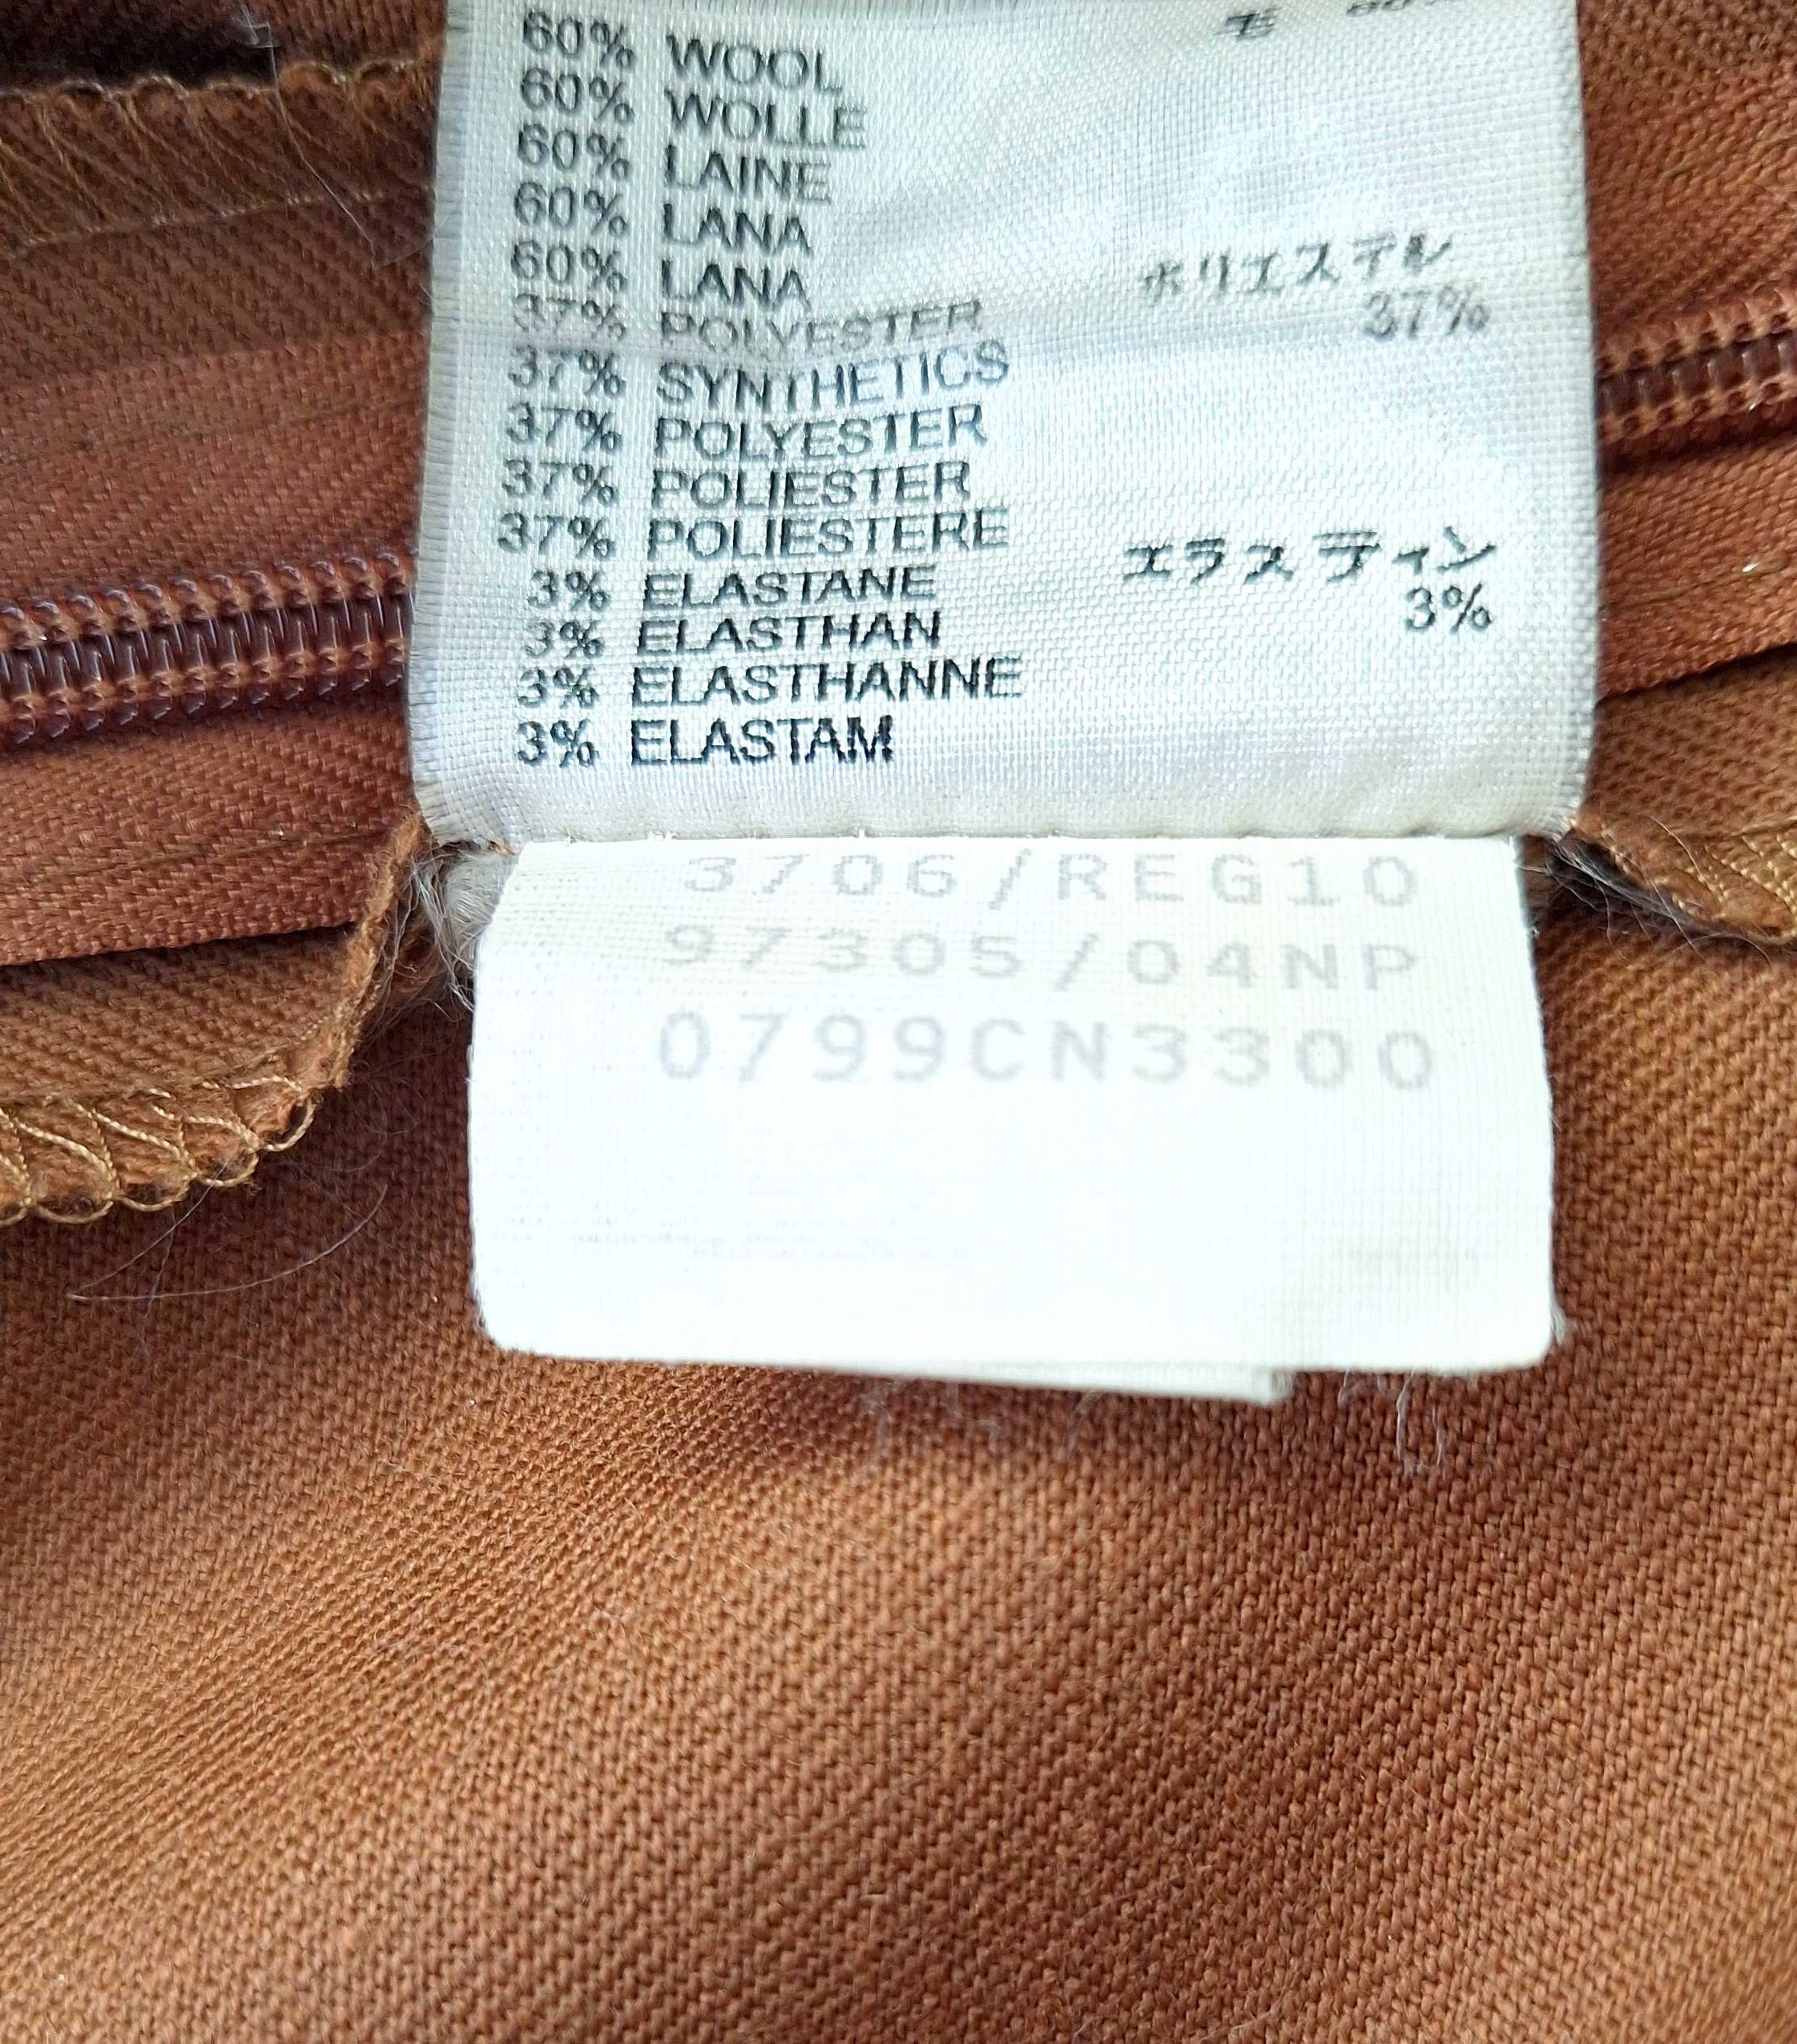 60% WOOL
60% WOLLE
60% LAINE
60% LANA
60% LANA
37% POLYESTER
37% SYNTHETICS
37% POLYESTER
37% POLIESTER
37% POLIESTERE
3% ELASTANE
3% ELASTHAN
3% ELASTHANNE
3% ELASTAM
毛
ポリエステル
37%
エラスティン
3%
3706/REG10
97305/04NP
0799CN3300